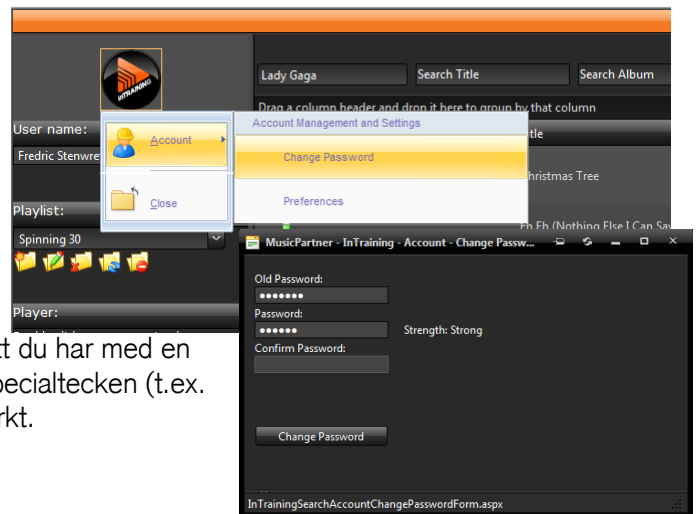 InTRAINING
Lady Gaga
Search Title
Search Album
Drag a column header and drop it here to group by that column
User name:
Account
Account Management and Settings
Change Password
Preferences
Close
Fredric Stenwre
Christmas Tree
Playlist:
Eh Eh (Nothing Else I Can Say
Spinning 30
MusicPartner - InTraining - Account - Change Passw...
Old Password:
●●●●●●●
Password:
●●●●●●
Strength: Strong
Confirm Password:
Change Password
InTrainingSearchAccountChangePasswordForm.aspx
Player:
tt du har med en
pecialtecken (t.ex.
rkt.